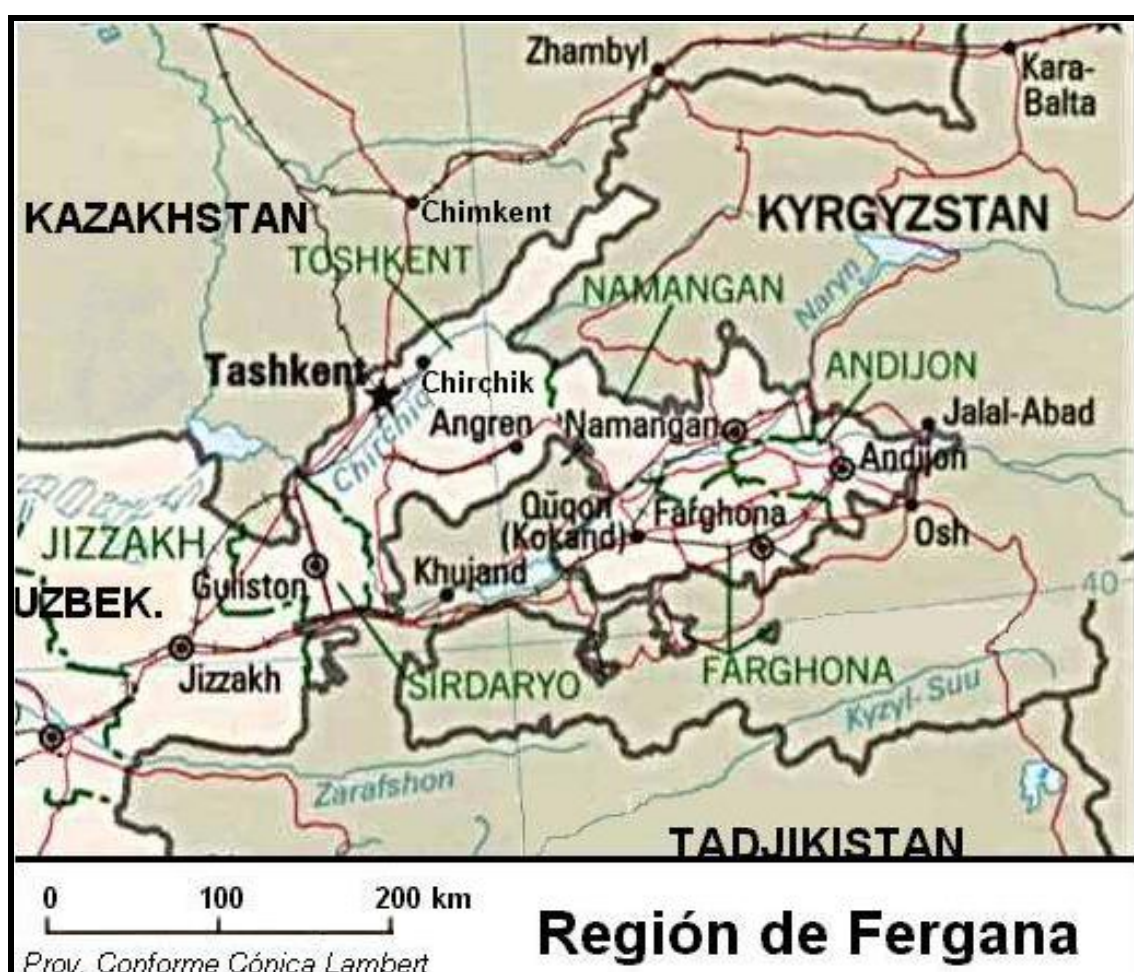 Zhambyl
Kara-
Balta
KAZAKHSTAN
Chimkent
KYRGYZSTAN
TOSHKENT
NAMANGAN
Naryn
Tashkent
Chirchik
ANDIJON
Chirchiq
Angren
Namangan
Jalal-Abad
Andijon
Qŭqon
(Kokand)
Farghona
Osh
JIZZAKH
Guliston
Khujand
40
UZBEK.
Jizzakh
SIRDARYO
FARGHONA
Kyzyl-Suu
Zarafshon
TADJIKISTAN
0 100 200 km
Región de Fergana
Proy. Conforme Cónica Lambert